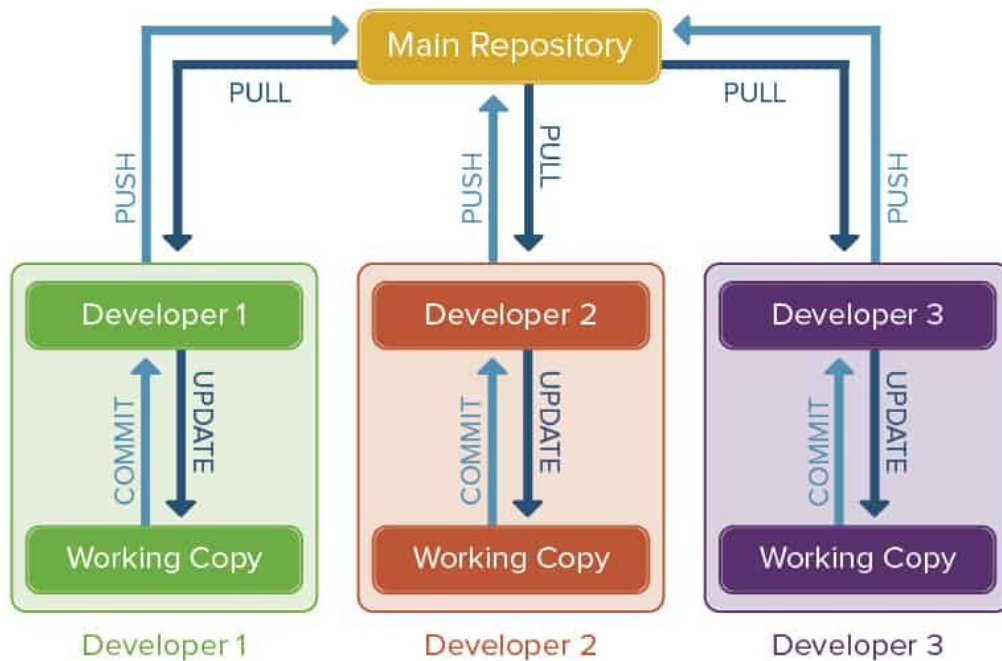 Main Repository
PULL
PULL
PUSH
PUSH
PULL
PUSH
Developer 1
Developer 2
Developer 3
COMMIT
UPDATE
COMMIT
UPDATE
COMMIT
UPDATE
Working Copy
Working Copy
Working Copy
Developer 1
Developer 2
Developer 3